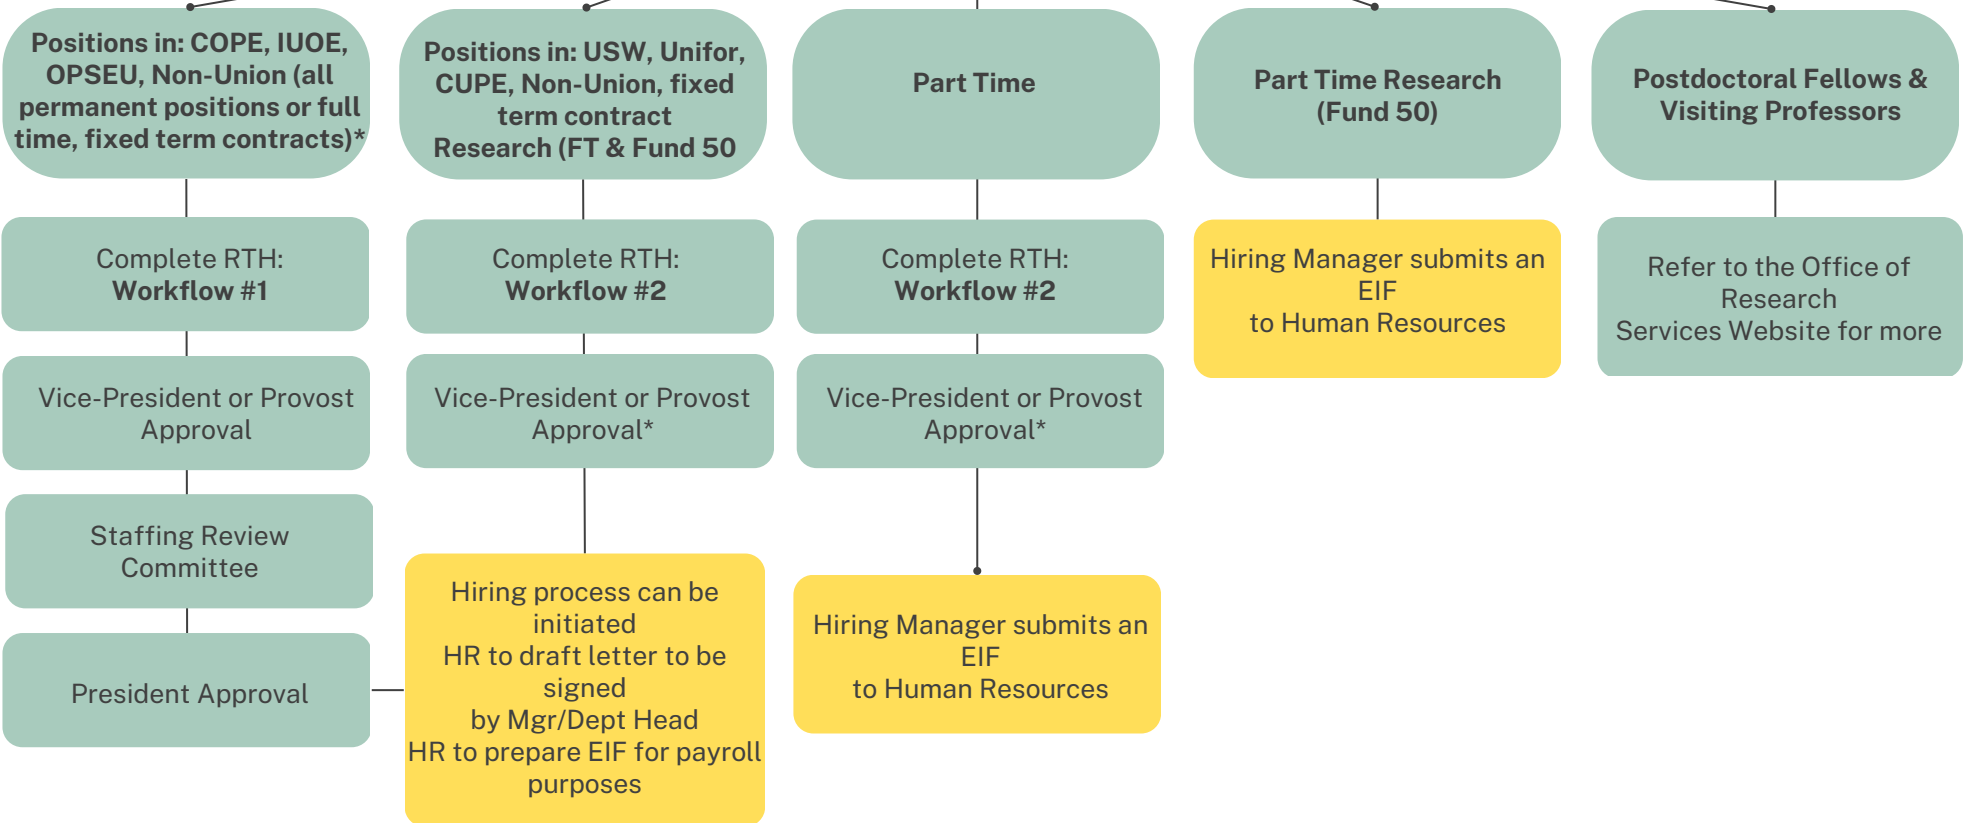 Positions in: COPE, IUOE,
OPSEU, Non-Union (all
permanent positions or full
time, fixed term contracts)*
Complete RTH:
Workflow #1
Vice-President or Provost
Approval
Staffing Review
Committee
President Approval
Positions in: USW, Unifor,
CUPE, Non-Union, fixed
term contract
Research (FT & Fund 50
Complete RTH:
Workflow #2
Vice-President or Provost
Approval*
Hiring process can be
initiated
HR to draft letter to be
signed
by Mgr/Dept Head
HR to prepare EIF for payroll
purposes
Part Time
Complete RTH:
Workflow #2
Vice-President or Provost
Approval*
Hiring Manager submits an
EIF
to Human Resources
Part Time Research
(Fund 50)
Hiring Manager submits an
EIF
to Human Resources
Postdoctoral Fellows &
Visiting Professors
Refer to the Office of
Research
Services Website for more